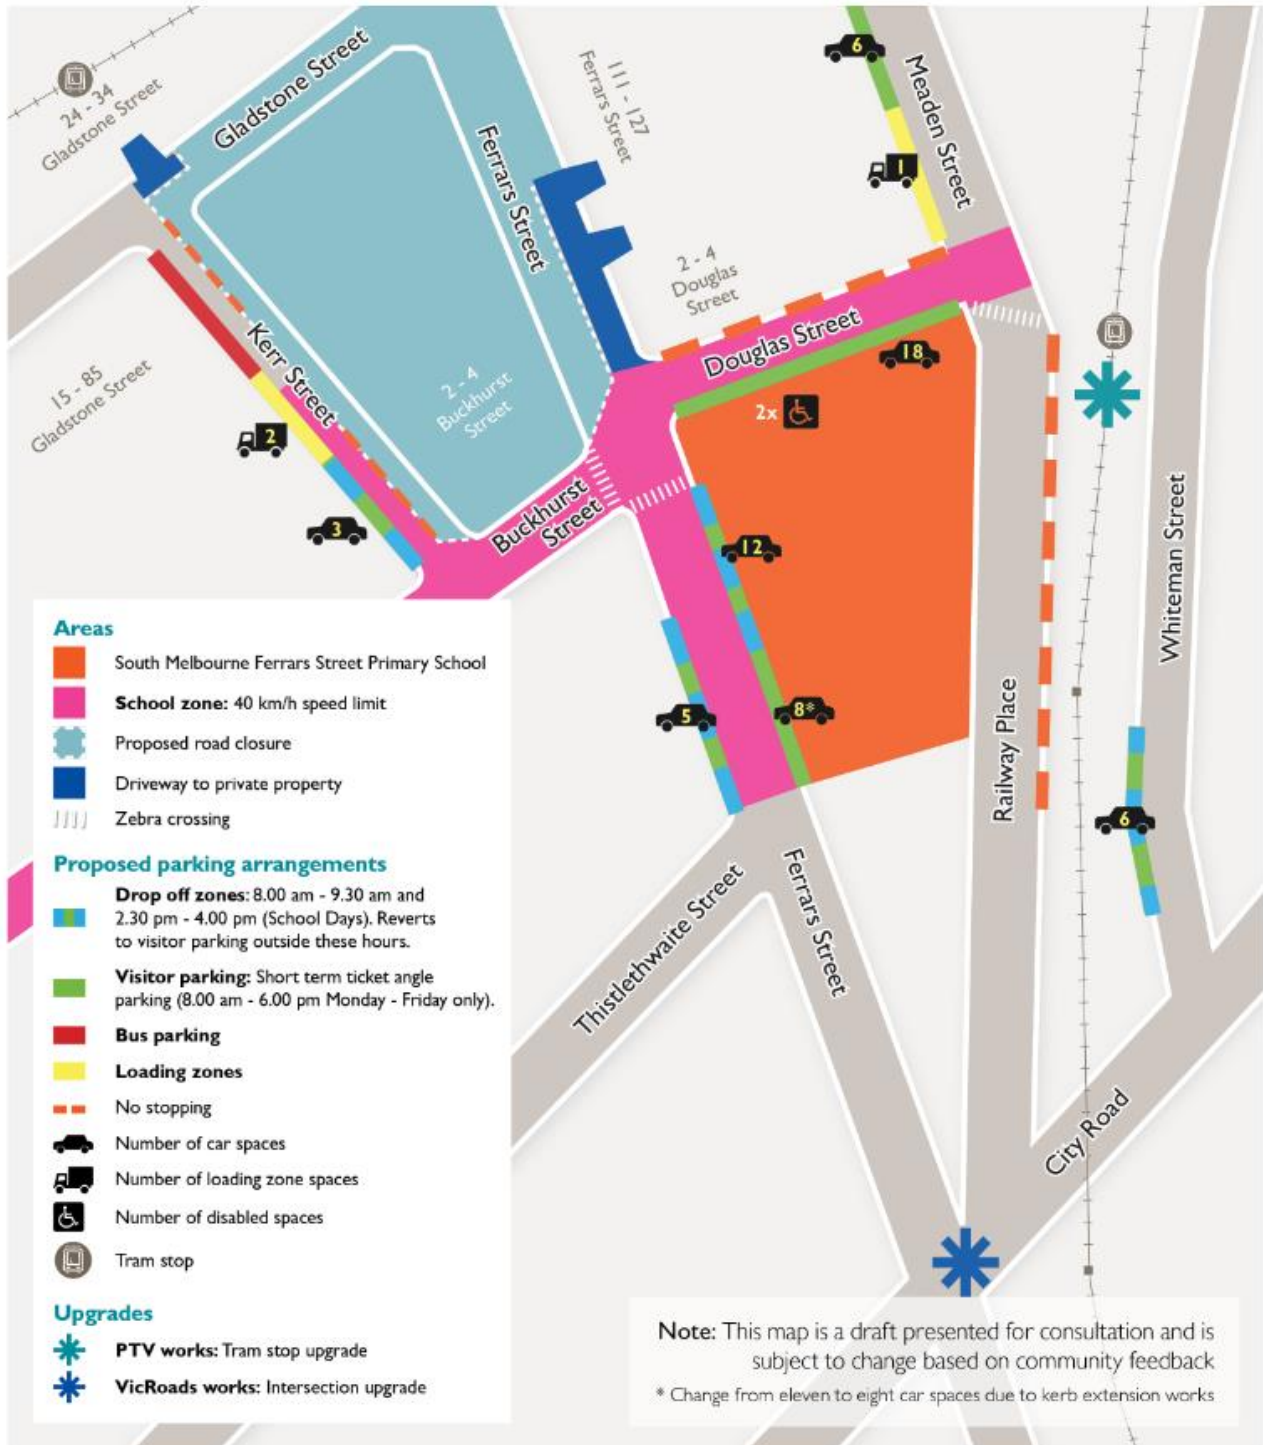 Gladstone Street
24 - 34
Gladstone Street
Ferrars Street
111 - 127
Ferrars Street
6
Meaden Street
1
2 - 4
Douglas
Street
Douglas Street
18
2x
Kerr Street
15 - 85
Gladstone Street
2
3
2 - 4
Buckhurst
Street
Buckhurst
Street
12
8*
5
Whiteman Street
Railway Place
6
Thistlethwaite Street
Ferrars Street
City Road
Areas
South Melbourne Ferrars Street Primary School
School zone: 40 km/h speed limit
Proposed road closure
Driveway to private property
Zebra crossing
Proposed parking arrangements
Drop off zones: 8.00 am - 9.30 am and
2.30 pm - 4.00 pm (School Days). Reverts
to visitor parking outside these hours.
Visitor parking: Short term ticket angle
parking (8.00 am - 6.00 pm Monday - Friday only).
Bus parking
Loading zones
No stopping
Number of car spaces
Number of loading zone spaces
Number of disabled spaces
Tram stop
Upgrades
PTV works: Tram stop upgrade
VicRoads works: Intersection upgrade
Note: This map is a draft presented for consultation and is
subject to change based on community feedback
* Change from eleven to eight car spaces due to kerb extension works